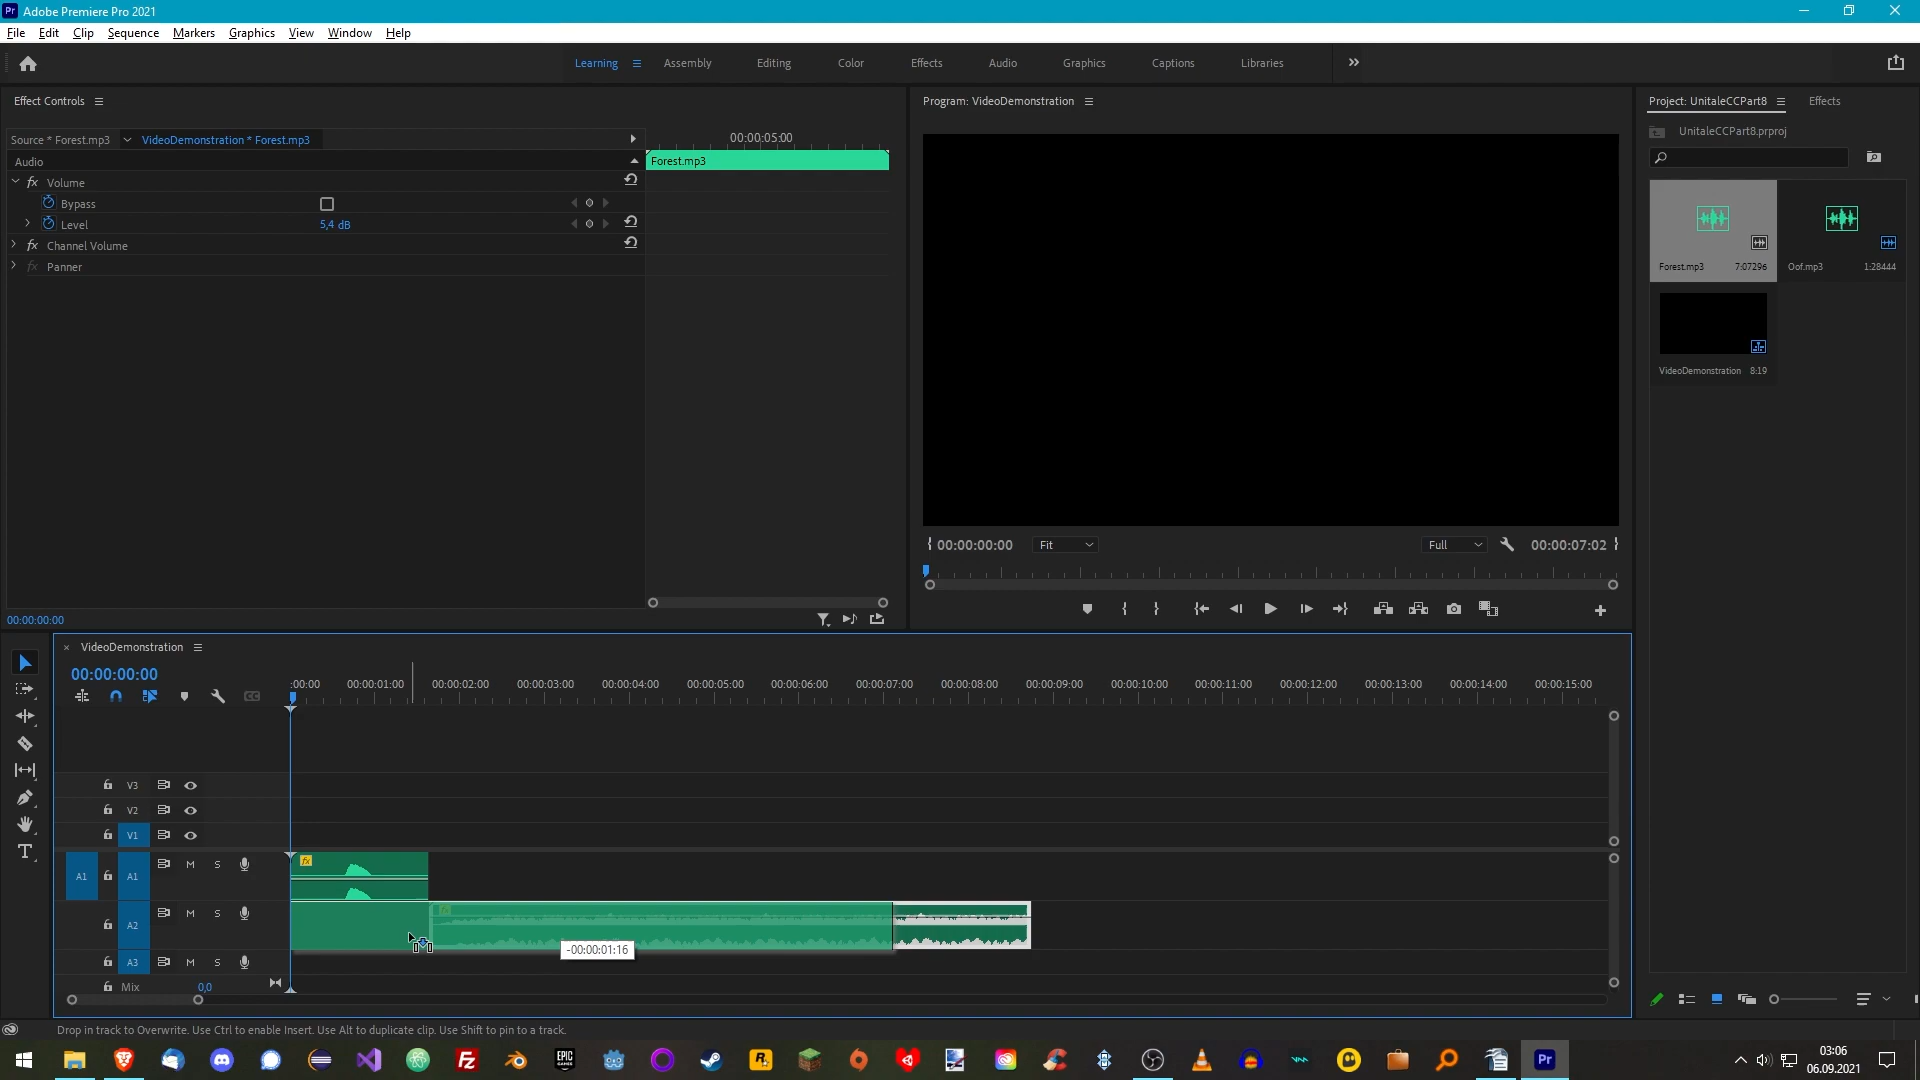 Adobe Premiere Pro 2021
File Edit Clip Sequence Markers Graphics View Window Help
Learning Assembly Editing Color Effects Audio Graphics Captions Libraries
Effect Controls
Source * Forest.mp3 VideoDemonstration * Forest.mp3
00:00:05:00
Audio
Forest.mp3
fx Volume
Bypass
Level 5,4 dB
fx Channel Volume
fx Panner
00:00:00:00
Program: VideoDemonstration
00:00:00:00 Fit Full 00:00:07:02
Project: UnitaleCCPart8 Effects
UnitaleCCPart8.prproj
Forest.mp3 7:07296 Oof.mp3 1:28444
VideoDemonstration 8:19
VideoDemonstration
00:00:00:00
:00:00 00:00:01:00 00:00:02:00 00:00:03:00 00:00:04:00 00:00:05:00 00:00:06:00 00:00:07:00 00:00:08:00 00:00:09:00 00:00:10:00 00:00:11:00 00:00:12:00 00:00:13:00 00:00:14:00 00:00:15:00
V3
V2
V1
A1 A1 M S fx
A2 M S fx
-00:00:01:16
A3 M S
Mix 0,0
Drop in track to Overwrite. Use Ctrl to enable Insert. Use Alt to duplicate clip. Use Shift to pin to a track.
03:06
06.09.2021